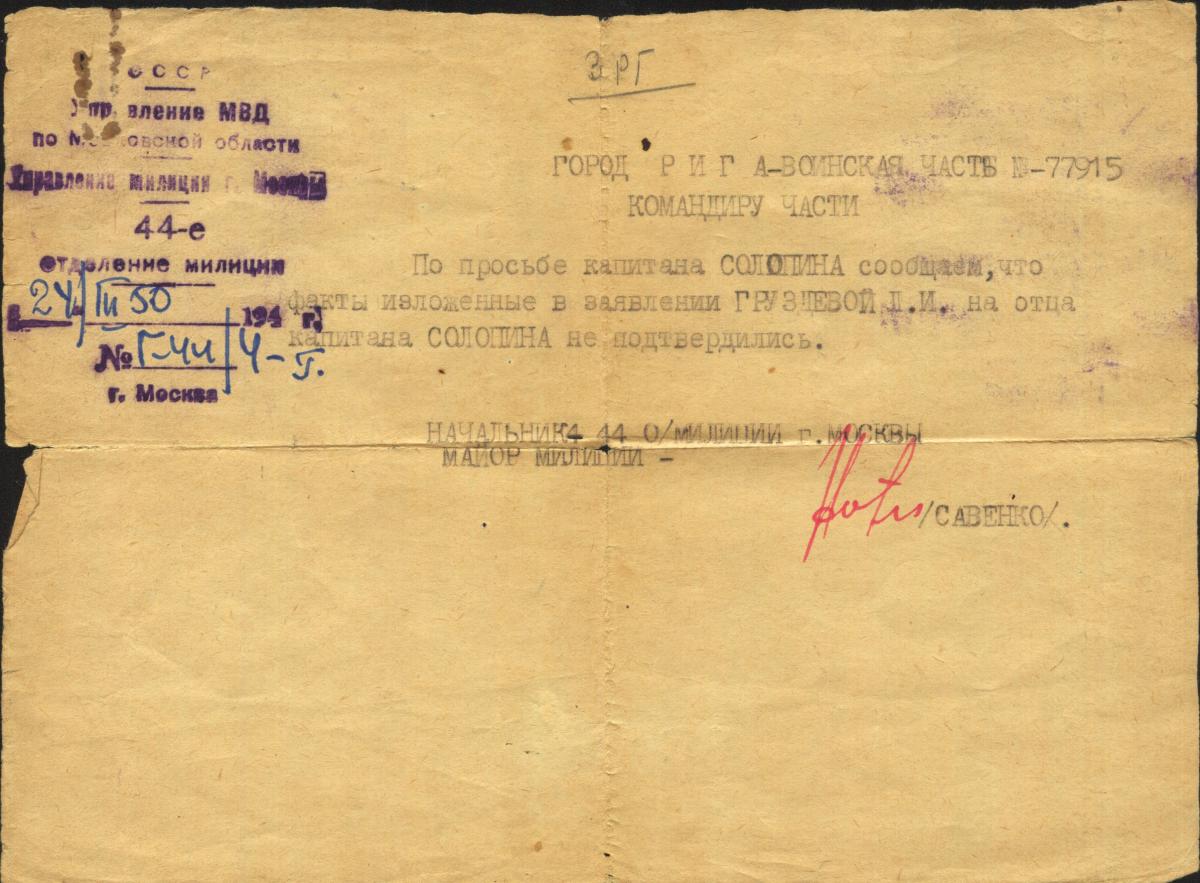 СССР
Управление МВД
по Московской области
Управление милиции г. Москвы
44-е
отделение милиции
24/III 50 194 г.
№ Г-44/4-
г. Москва
ЗРГ
ГОРОД Р И Г А-ВОИНСКАЯ ЧАСТЬ №-77915
КОМАНДИРУ ЧАСТИ
По просьбе капитана СОЛОПИНА сообщаем, что
факты изложенные в заявлении ГРУЗДЕВОЙ Л.И. на отца
капитана СОЛОПИНА не подтвердились.
НАЧАЛЬНИК4 44 О/МИЛИЦИИ г.МОСКВЫ
МАЙОР МИЛИЦИИ -
/САВЕНКО/.